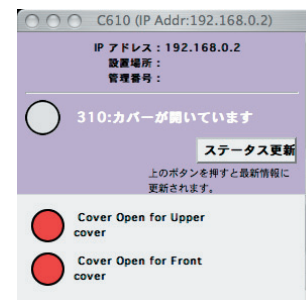 C610 (IP Addr:192.168.0.2)
IP アドレス : 192.168.0.2
設置場所 :
管理番号 :
310:カバーが開いています
ステータス更新
上のボタンを押すと最新情報に
更新されます。
Cover Open for Upper
cover
Cover Open for Front
cover